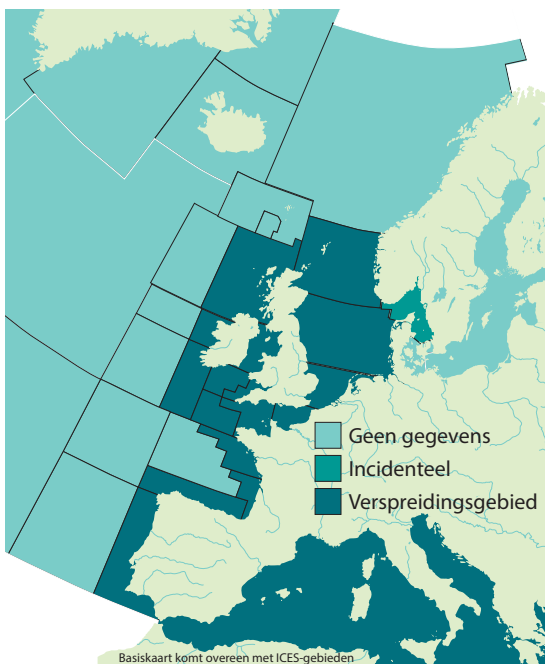 Geen gegevens
Incidenteel
Verspreidingsgebied
Basiskaart komt overeen met ICES-gebieden